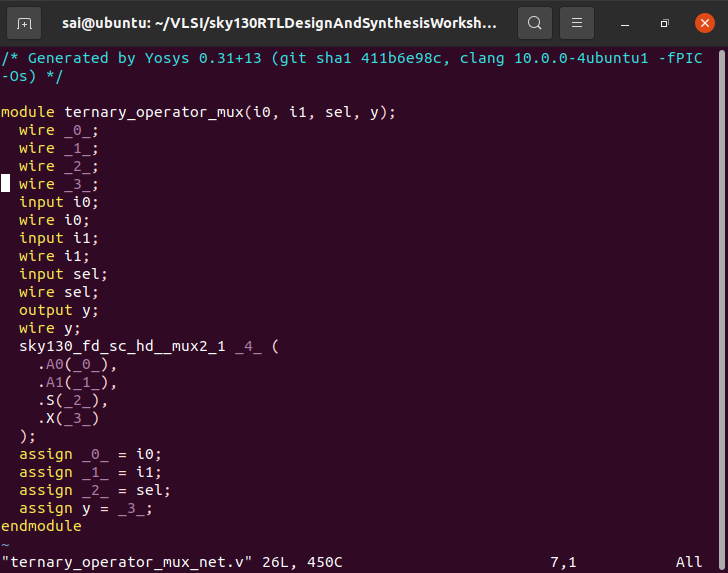 sai@ubuntu: ~/VLSI/sky130RTLDesignAndSynthesisWorksh...
/* Generated by Yosys 0.31+13 (git sha1 411b6e98c, clang 10.0.0-4ubuntu1 -fPIC
-Os) */

module ternary_operator_mux(i0, i1, sel, y);
  wire _0_;
  wire _1_;
  wire _2_;
  wire _3_;
  input i0;
  wire i0;
  input i1;
  wire i1;
  input sel;
  wire sel;
  output y;
  wire y;
  sky130_fd_sc_hd__mux2_1 _4_ (
    .A0(_0_),
    .A1(_1_),
    .S(_2_),
    .X(_3_)
  );
  assign _0_ = i0;
  assign _1_ = i1;
  assign _2_ = sel;
  assign y = _3_;
endmodule
~
"ternary_operator_mux_net.v" 26L, 450C 7,1 All